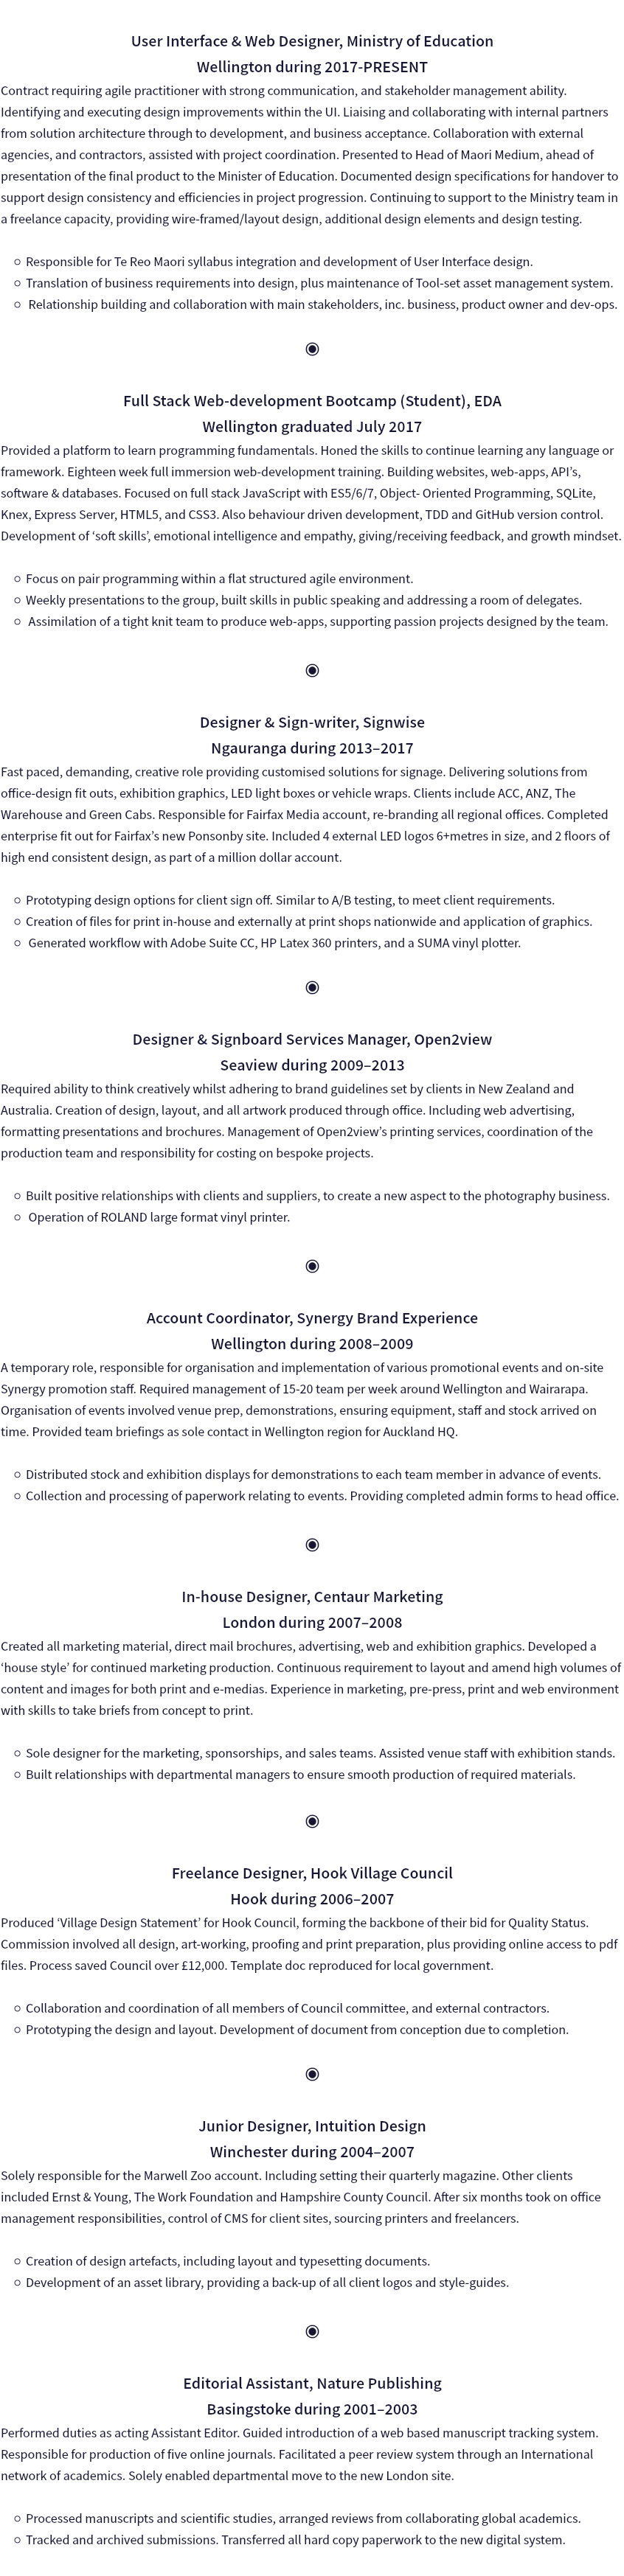 User Interface & Web Designer, Ministry of Education
Wellington during 2017-PRESENT
Contract requiring agile practitioner with strong communication, and stakeholder management ability.
Identifying and executing design improvements within the UI. Liaising and collaborating with internal partners
from solution architecture through to development, and business acceptance. Collaboration with external
agencies, and contractors, assisted with project coordination. Presented to Head of Maori Medium, ahead of
presentation of the final product to the Minister of Education. Documented design specifications for handover to
support design consistency and efficiencies in project progression. Continuing to support to the Ministry team in
a freelance capacity, providing wire-framed/layout design, additional design elements and design testing.
○ Responsible for Te Reo Maori syllabus integration and development of User Interface design.
○ Translation of business requirements into design, plus maintenance of Tool-set asset management system.
○ Relationship building and collaboration with main stakeholders, inc. business, product owner and dev-ops.
◉
Full Stack Web-development Bootcamp (Student), EDA
Wellington graduated July 2017
Provided a platform to learn programming fundamentals. Honed the skills to continue learning any language or
framework. Eighteen week full immersion web-development training. Building websites, web-apps, API’s,
software & databases. Focused on full stack JavaScript with ES5/6/7, Object- Oriented Programming, SQLite,
Knex, Express Server, HTML5, and CSS3. Also behaviour driven development, TDD and GitHub version control.
Development of ‘soft skills’, emotional intelligence and empathy, giving/receiving feedback, and growth mindset.
○ Focus on pair programming within a flat structured agile environment.
○ Weekly presentations to the group, built skills in public speaking and addressing a room of delegates.
○ Assimilation of a tight knit team to produce web-apps, supporting passion projects designed by the team.
◉
Designer & Sign-writer, Signwise
Ngauranga during 2013–2017
Fast paced, demanding, creative role providing customised solutions for signage. Delivering solutions from
office-design fit outs, exhibition graphics, LED light boxes or vehicle wraps. Clients include ACC, ANZ, The
Warehouse and Green Cabs. Responsible for Fairfax Media account, re-branding all regional offices. Completed
enterprise fit out for Fairfax’s new Ponsonby site. Included 4 external LED logos 6+metres in size, and 2 floors of
high end consistent design, as part of a million dollar account.
○ Prototyping design options for client sign off. Similar to A/B testing, to meet client requirements.
○ Creation of files for print in-house and externally at print shops nationwide and application of graphics.
○ Generated workflow with Adobe Suite CC, HP Latex 360 printers, and a SUMA vinyl plotter.
◉
Designer & Signboard Services Manager, Open2view
Seaview during 2009–2013
Required ability to think creatively whilst adhering to brand guidelines set by clients in New Zealand and
Australia. Creation of design, layout, and all artwork produced through office. Including web advertising,
formatting presentations and brochures. Management of Open2view’s printing services, coordination of the
production team and responsibility for costing on bespoke projects.
○ Built positive relationships with clients and suppliers, to create a new aspect to the photography business.
○ Operation of ROLAND large format vinyl printer.
◉
Account Coordinator, Synergy Brand Experience
Wellington during 2008–2009
A temporary role, responsible for organisation and implementation of various promotional events and on-site
Synergy promotion staff. Required management of 15-20 team per week around Wellington and Wairarapa.
Organisation of events involved venue prep, demonstrations, ensuring equipment, staff and stock arrived on
time. Provided team briefings as sole contact in Wellington region for Auckland HQ.
○ Distributed stock and exhibition displays for demonstrations to each team member in advance of events.
○ Collection and processing of paperwork relating to events. Providing completed admin forms to head office.
◉
In-house Designer, Centaur Marketing
London during 2007–2008
Created all marketing material, direct mail brochures, advertising, web and exhibition graphics. Developed a
‘house style’ for continued marketing production. Continuous requirement to layout and amend high volumes of
content and images for both print and e-medias. Experience in marketing, pre-press, print and web environment
with skills to take briefs from concept to print.
○ Sole designer for the marketing, sponsorships, and sales teams. Assisted venue staff with exhibition stands.
○ Built relationships with departmental managers to ensure smooth production of required materials.
◉
Freelance Designer, Hook Village Council
Hook during 2006–2007
Produced ‘Village Design Statement’ for Hook Council, forming the backbone of their bid for Quality Status.
Commission involved all design, art-working, proofing and print preparation, plus providing online access to pdf
files. Process saved Council over £12,000. Template doc reproduced for local government.
○ Collaboration and coordination of all members of Council committee, and external contractors.
○ Prototyping the design and layout. Development of document from conception due to completion.
◉
Junior Designer, Intuition Design
Winchester during 2004–2007
Solely responsible for the Marwell Zoo account. Including setting their quarterly magazine. Other clients
included Ernst & Young, The Work Foundation and Hampshire County Council. After six months took on office
management responsibilities, control of CMS for client sites, sourcing printers and freelancers.
○ Creation of design artefacts, including layout and typesetting documents.
○ Development of an asset library, providing a back-up of all client logos and style-guides.
◉
Editorial Assistant, Nature Publishing
Basingstoke during 2001–2003
Performed duties as acting Assistant Editor. Guided introduction of a web based manuscript tracking system.
Responsible for production of five online journals. Facilitated a peer review system through an International
network of academics. Solely enabled departmental move to the new London site.
○ Processed manuscripts and scientific studies, arranged reviews from collaborating global academics.
○ Tracked and archived submissions. Transferred all hard copy paperwork to the new digital system.